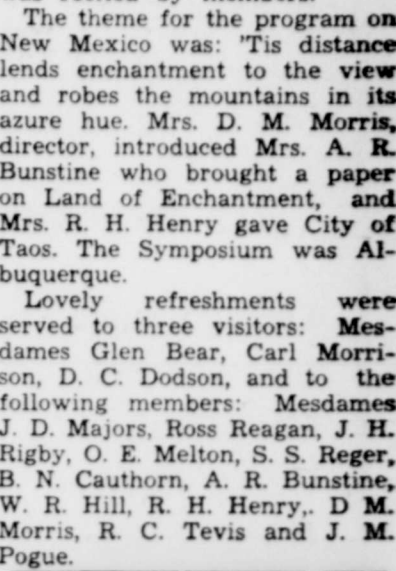 The theme for the program on
New Mexico was: 'Tis distance
lends enchantment to the view
and robes the mountains in its
azure hue. Mrs. D. M. Morris,
director, introduced Mrs. A. R.
Bunstine who brought a paper
on Land of Enchantment, and
Mrs. R. H. Henry gave City of
Taos. The Symposium was Al-
buquerque.
Lovely refreshments were
served to three visitors: Mes-
dames Glen Bear, Carl Morri-
son, D. C. Dodson, and to the
following members: Mesdames
J. D. Majors, Ross Reagan, J. H.
Rigby, O. E. Melton, S. S. Reger,
B. N. Cauthorn, A. R. Bunstine,
W. R. Hill, R. H. Henry,. D M.
Morris, R. C. Tevis and J. M.
Pogue.